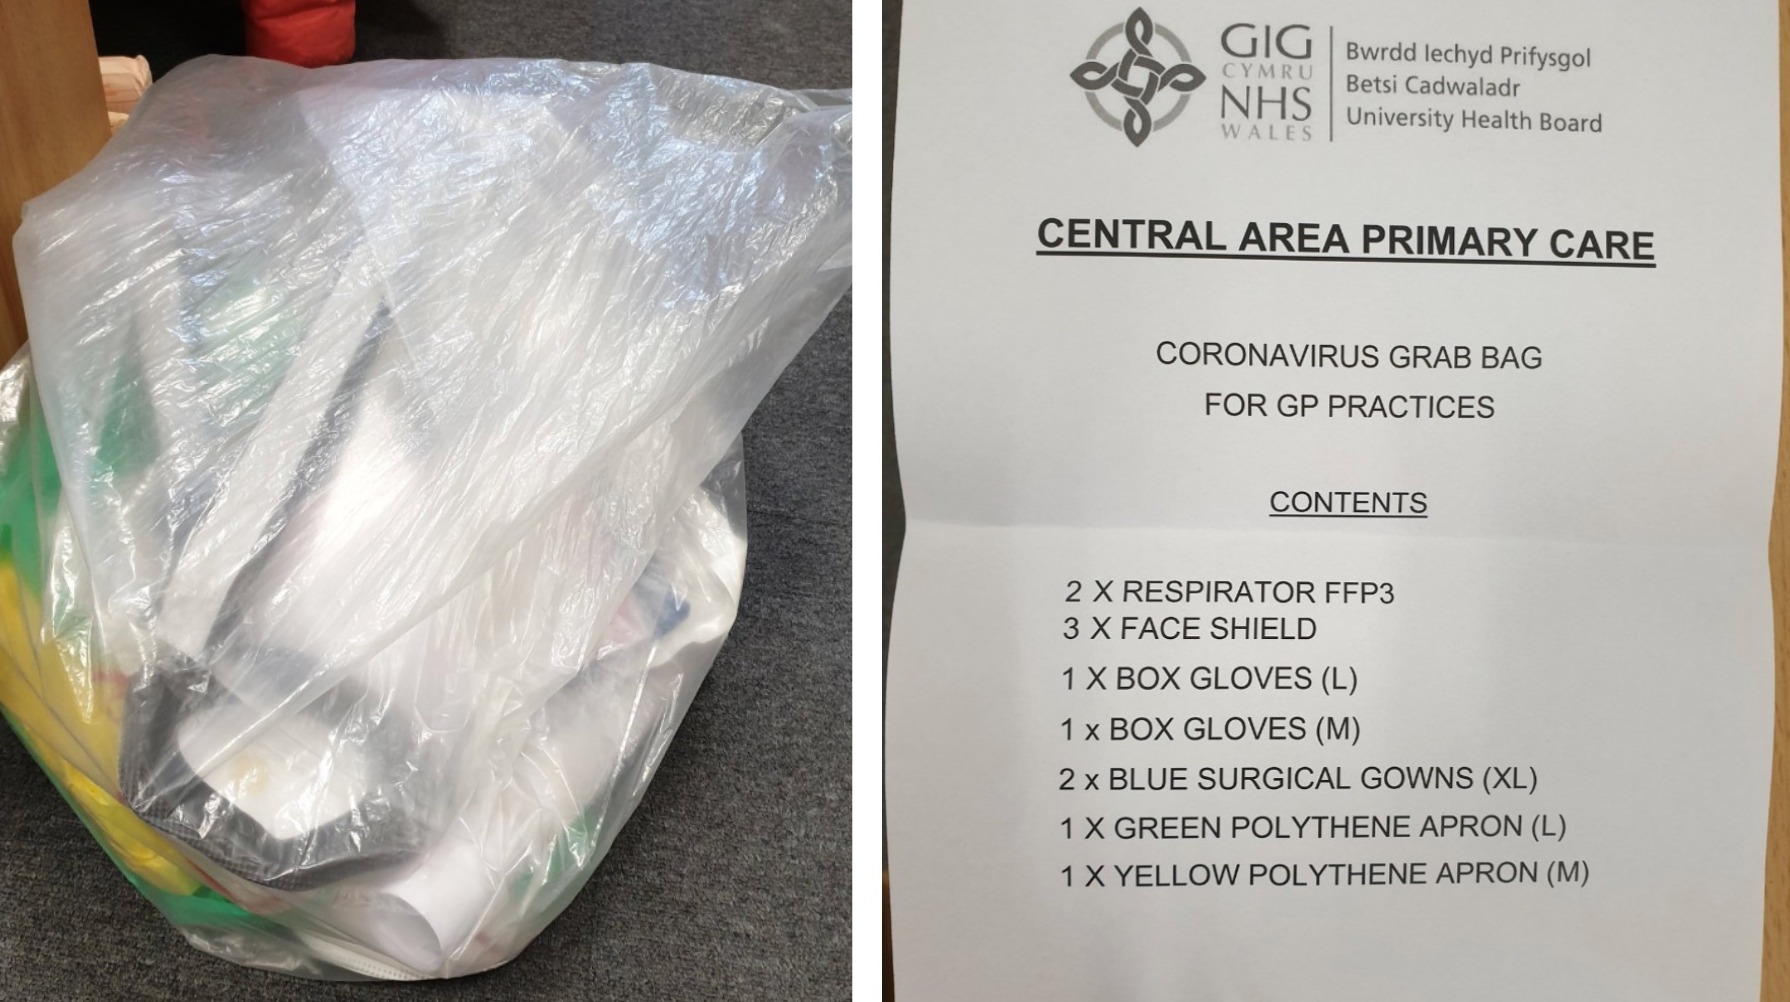 GIG
CYMRU
NHS
WALES
Bwrdd Iechyd Prifysgol
Betsi Cadwaladr
University Health Board
CENTRAL AREA PRIMARY CARE
CORONAVIRUS GRAB BAG
FOR GP PRACTICES
CONTENTS
2 X RESPIRATOR FFP3
3 X FACE SHIELD
1 X BOX GLOVES (L)
1 x BOX GLOVES (M)
2 x BLUE SURGICAL GOWNS (XL)
1 X GREEN POLYTHENE APRON (L)
1 X YELLOW POLYTHENE APRON (M)